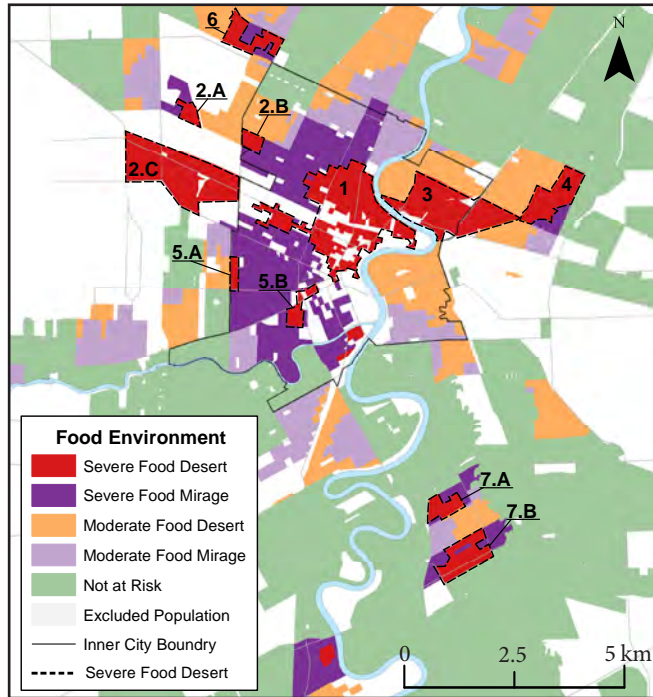 6
N
2.A
2.B
2.C
1
3
4
5.A
5.B
Food Environment
Severe Food Desert
Severe Food Mirage
Moderate Food Desert
Moderate Food Mirage
Not at Risk
Excluded Population
Inner City Boundry
Severe Food Desert
7.A
7.B
0 2.5 5 km